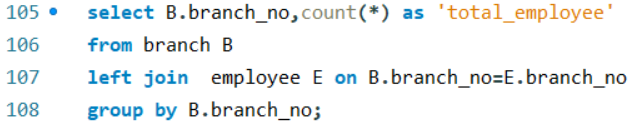 105 • select B.branch_no,count(*) as 'total_employee'
106 from branch B
107 left join  employee E on B.branch_no=E.branch_no
108 group by B.branch_no;